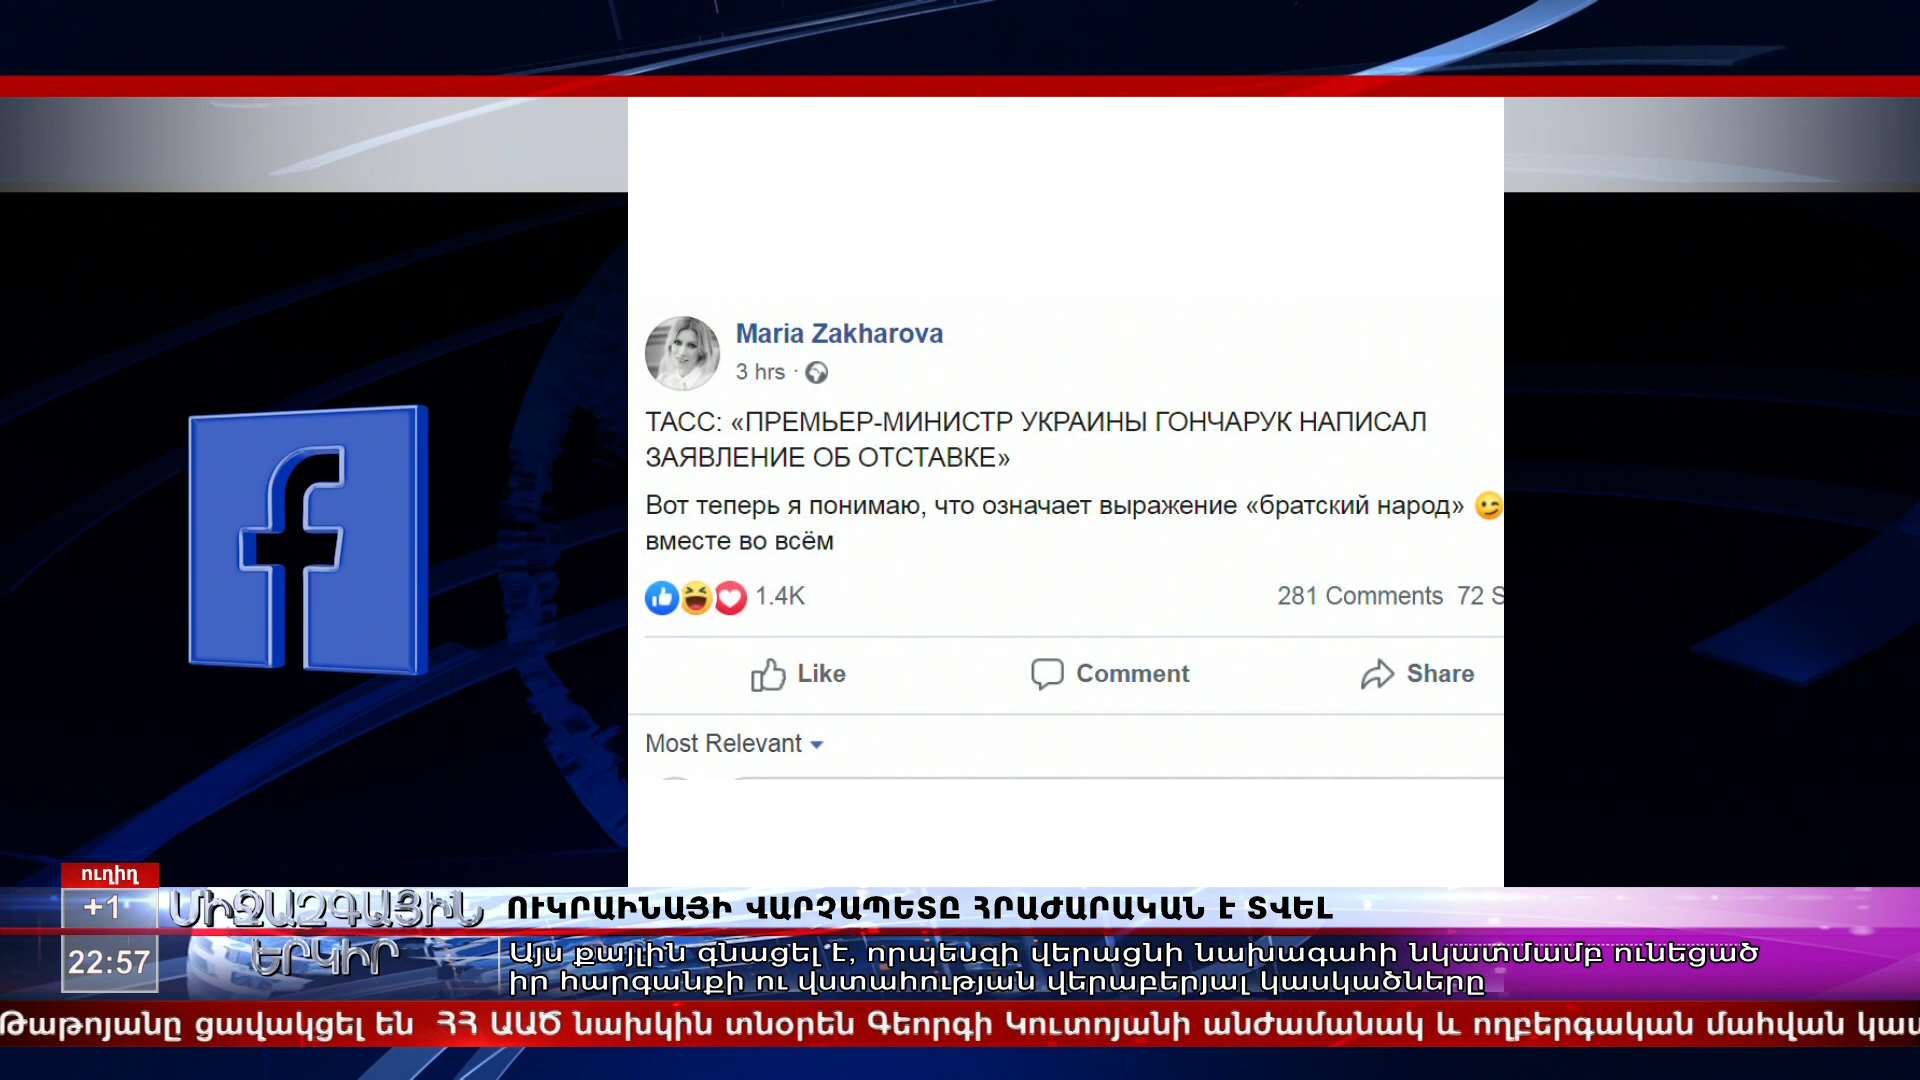 Maria Zakharova
3 hrs ·
ТАСС: «ПРЕМЬЕР-МИНИСТР УКРАИНЫ ГОНЧАРУК НАПИСАЛ
ЗАЯВЛЕНИЕ ОБ ОТСТАВКЕ»
Вот теперь я понимаю, что означает выражение «братский народ» 😉
вместе во всём
1.4K
281 Comments 72 S
Like
Comment
Share
Most Relevant
ուղիղ
+1
22:57
ՄԻՋԱԶԳԱՅԻՆ
ԵՐԿԻՐ
ՈՒԿՐԱԻՆԱՅԻ ՎԱՐՉԱՊԵՏԸ ՀՐԱԺԱՐԱԿԱՆ Է ՏՎԵԼ
Այս քայլին գնացել է, որպեսզի վերացնի նախագահի նկատմամբ ունեցած
իր հարգանքի ու վստահության վերաբերյալ կասկածները
Թաթոյանը ցավակցել են ՀՀ ԱԱԾ նախկին տնօրեն Գեորգի Կուտոյանի անժամանակ և ողբերգական մահվան կապ